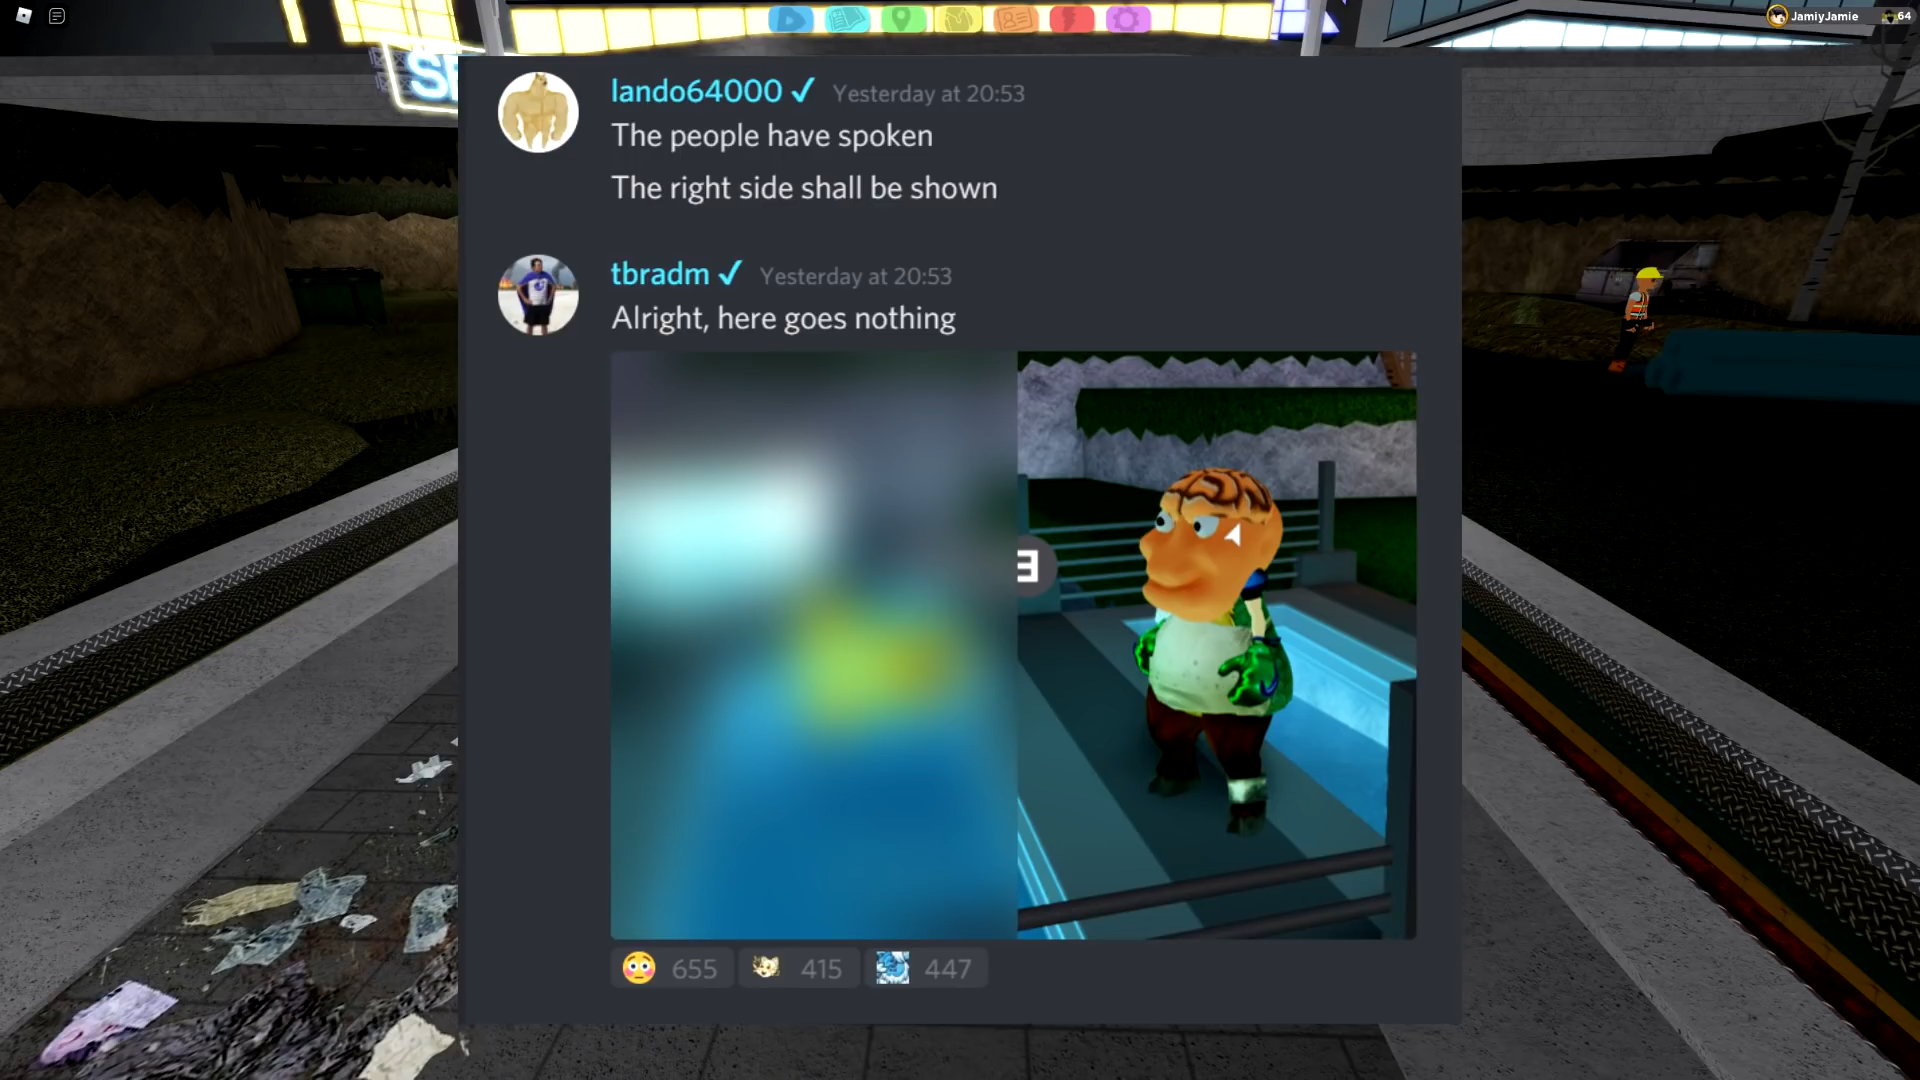 JamiyJamie 64
lando64000 Yesterday at 20:53
The people have spoken
The right side shall be shown
tbradm Yesterday at 20:53
Alright, here goes nothing
E
655 415 447